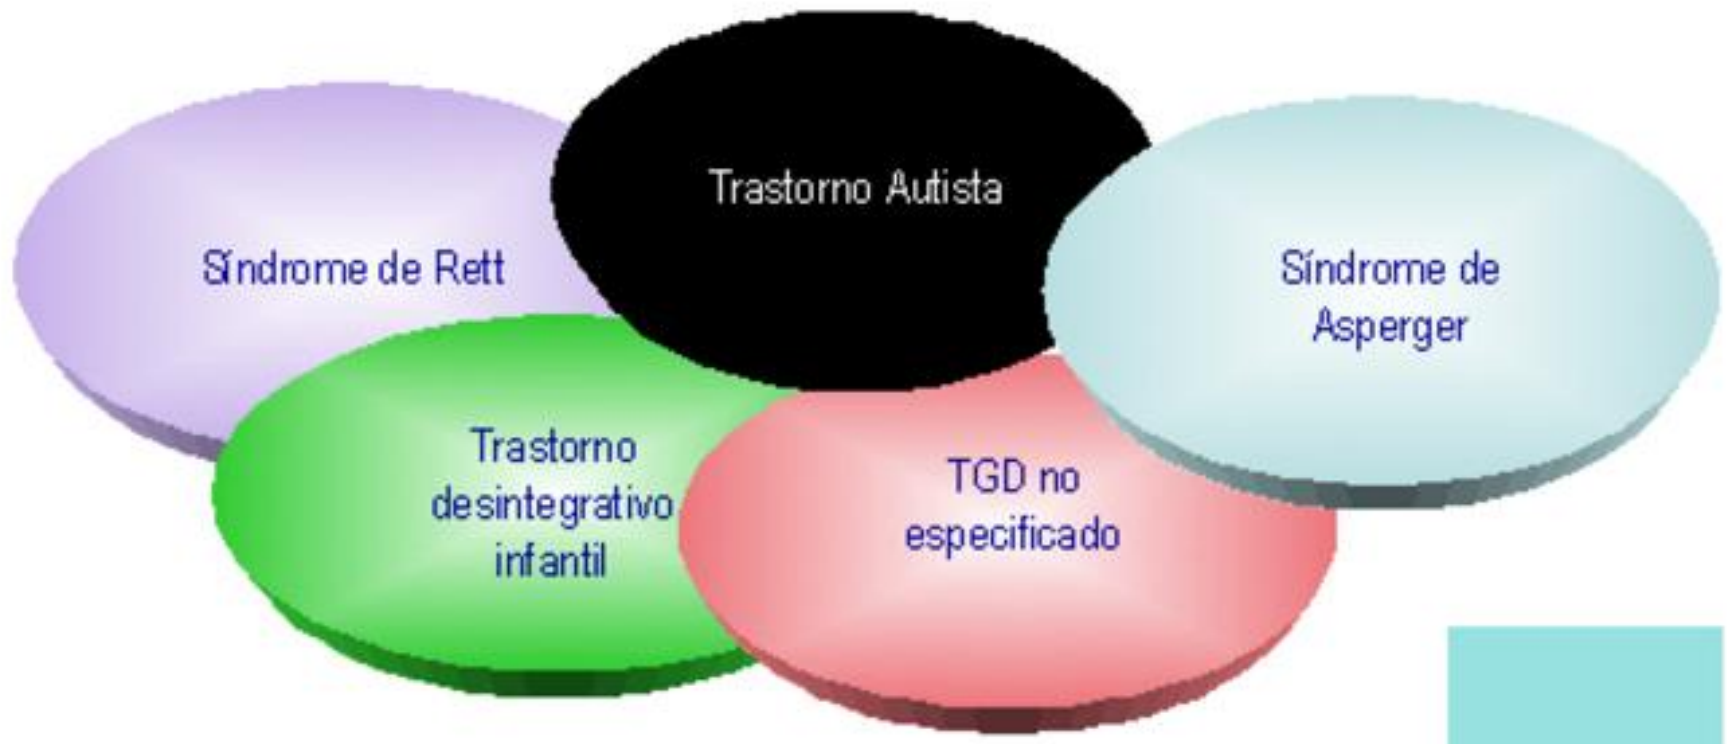 Trastorno Autista
Síndrome de Rett
Síndrome de
Asperger
Trastorno
desintegrativo
infantil
TGD no
especificado